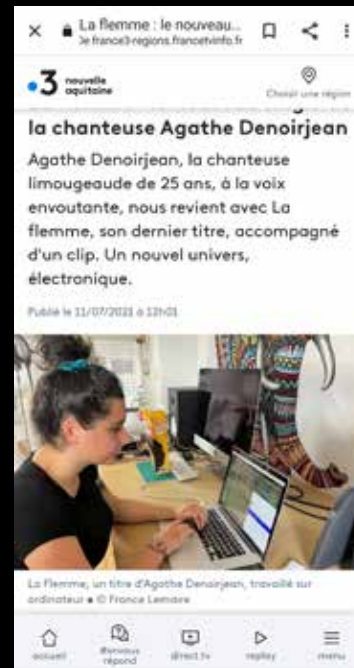 La flemme : le nouveau...
france3-regions.francetvinfo.fr
3 nouvelle
aquitaine
Choisir une région
la chanteuse Agathe Denoirjean
Agathe Denoirjean, la chanteuse
limougeaude de 25 ans, à la voix
envoutante, nous revient avec La
flemme, son dernier titre, accompagné
d'un clip. Un nouvel univers,
électronique.
Publié le 11/07/2021 à 12h01
La Flemme, un titre d'Agathe Denoirjean, travaillé sur
ordinateur • © France Lemaire
accueil
répond
direct tv
replay
menu